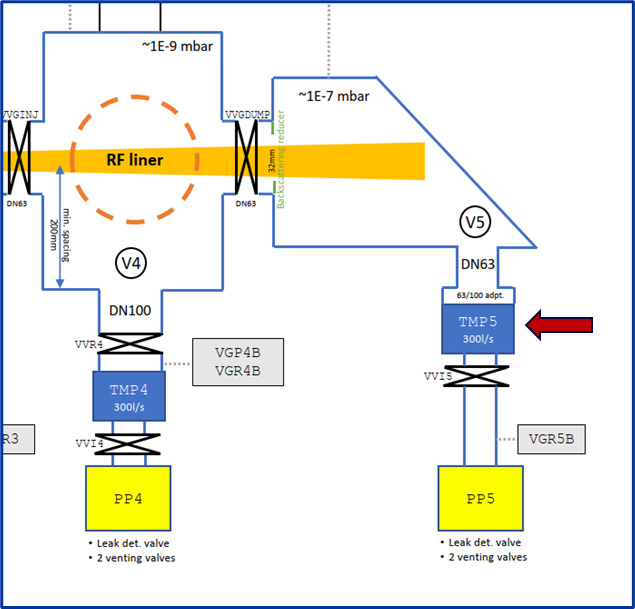 ~1E-9 mbar
~1E-7 mbar
VVGINJ
VVGDUMP
RF liner
32mm
Backscattering reducer
DN63
DN63
min. spacing
200mm
V4
V5
DN100
DN63
63/100 adpt.
VVR4
VGP4B
VGR4B
TMP5
300l/s
TMP4
300l/s
VVI5
R3
VVI4
VGR5B
PP4
PP5
• Leak det. valve
• 2 venting valves
• Leak det. valve
• 2 venting valves